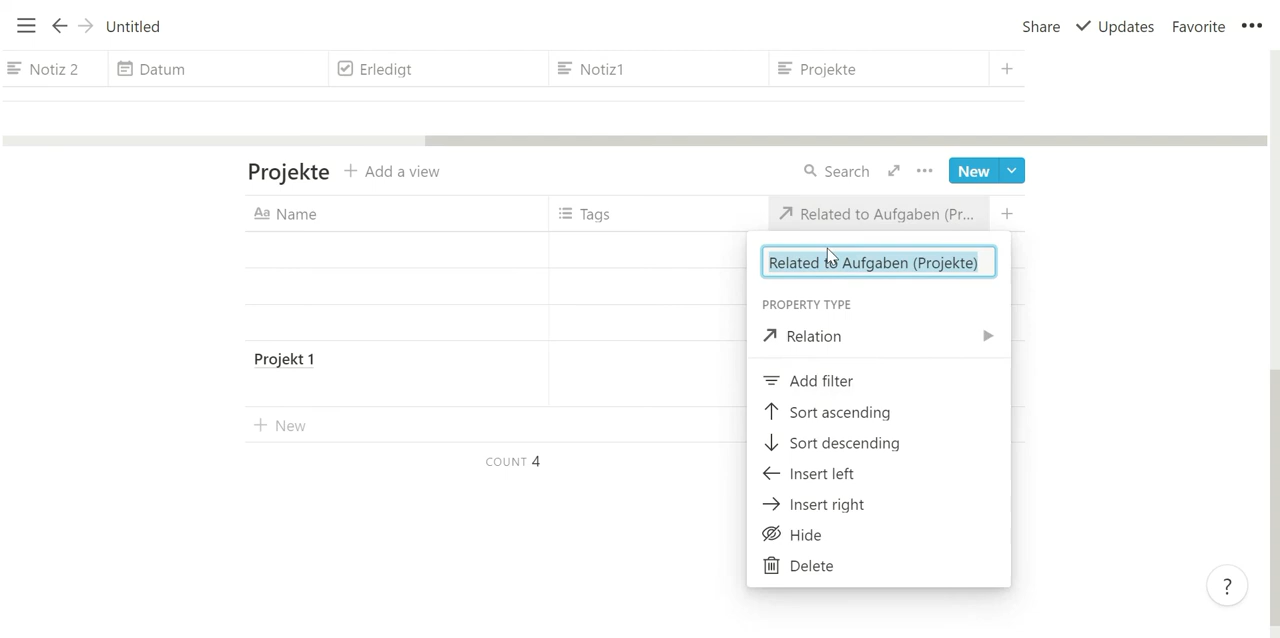 Untitled
Share Updates Favorite •••
Notiz 2 Datum Erledigt Notiz1 Projekte +
Projekte + Add a view Search ••• New
Aa Name Tags Related to Aufgaben (Pr... +
Related to Aufgaben (Projekte)
PROPERTY TYPE
Relation
Projekt 1
Add filter
Sort ascending
+ New
Sort descending
COUNT 4
Insert left
Insert right
Hide
Delete
?